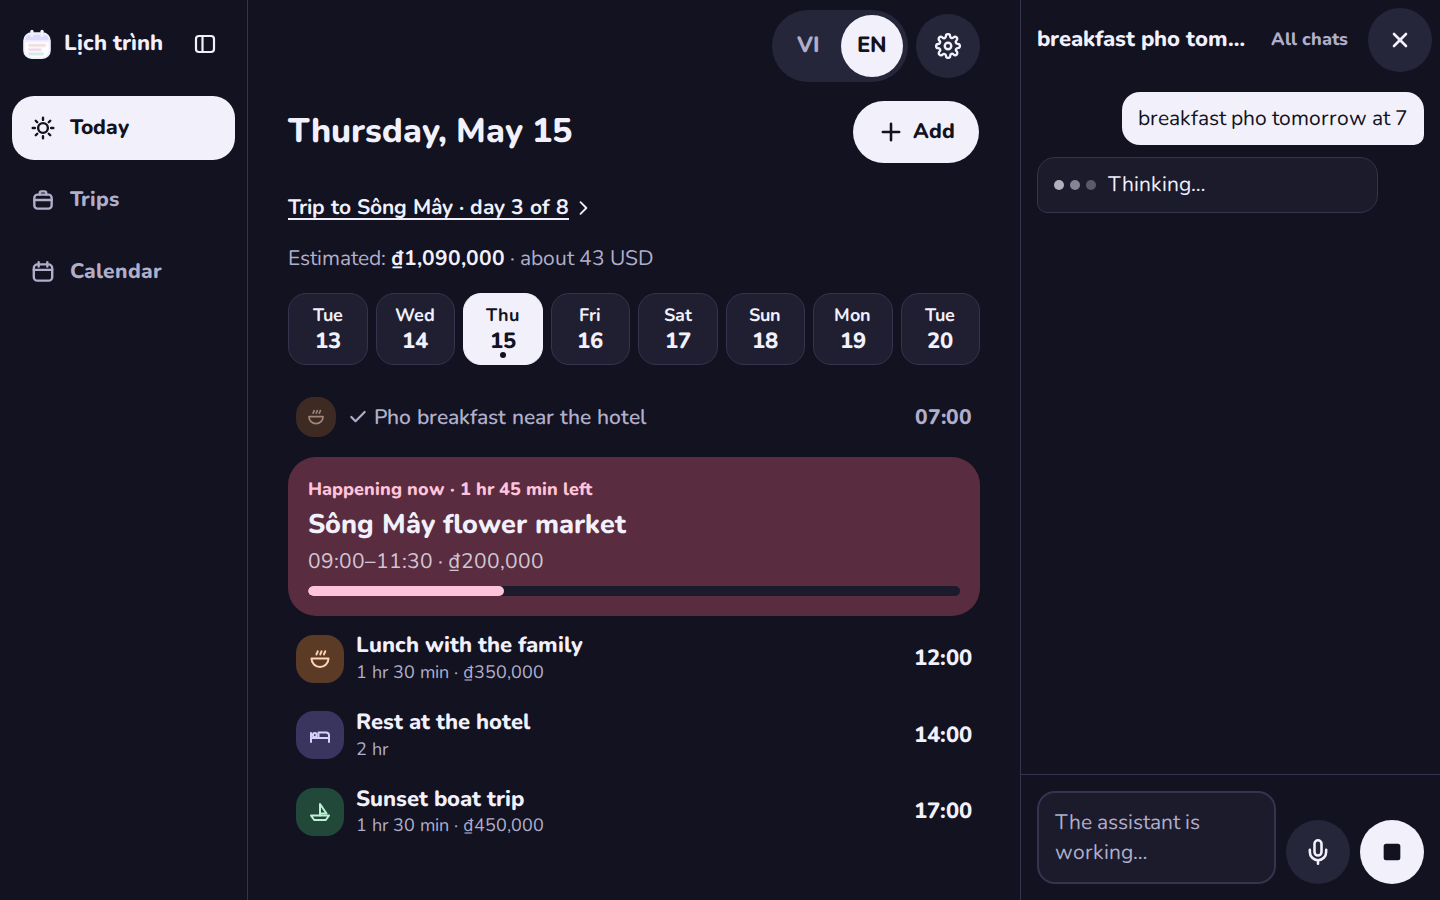 Lịch trình
Today
Trips
Calendar
VI
EN
Thursday, May 15
Add
Trip to Sông Mây · day 3 of 8
Estimated: ₫1,090,000 · about 43 USD
Tue
13
Wed
14
Thu
15
Fri
16
Sat
17
Sun
18
Mon
19
Tue
20
Pho breakfast near the hotel
07:00
Happening now · 1 hr 45 min left
Sông Mây flower market
09:00–11:30 · ₫200,000
Lunch with the family
1 hr 30 min · ₫350,000
12:00
Rest at the hotel
2 hr
14:00
Sunset boat trip
1 hr 30 min · ₫450,000
17:00
breakfast pho tom...
All chats
breakfast pho tomorrow at 7
Thinking...
The assistant is
working...